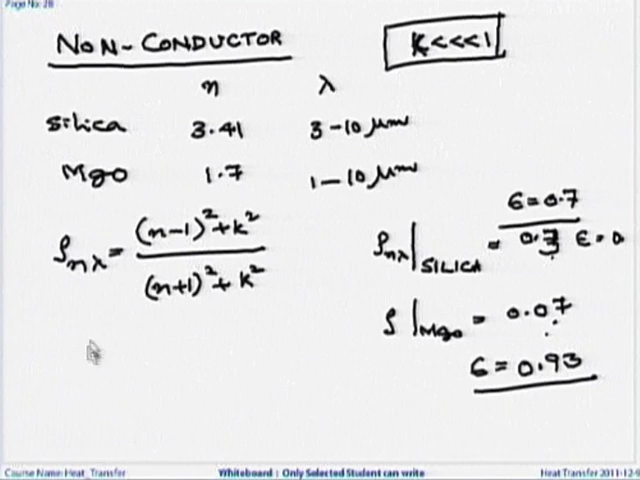 Page No: 28
NON-CONDUCTOR
K<<<1
n λ
Silica 3.41 3-10 μm
Mgo 1.7 1-10 μm
ρnλ = (n-1)²+k² / (n+1)²+k²
ϵ=0.7
ρnλ|SILICA = 0.3 ϵ=0
ρ|Mgo = 0.07
ϵ=0.93
Course Name: Heat_Transfer Whiteboard : Only Selected Student can write Heat Transfer 2011-12-